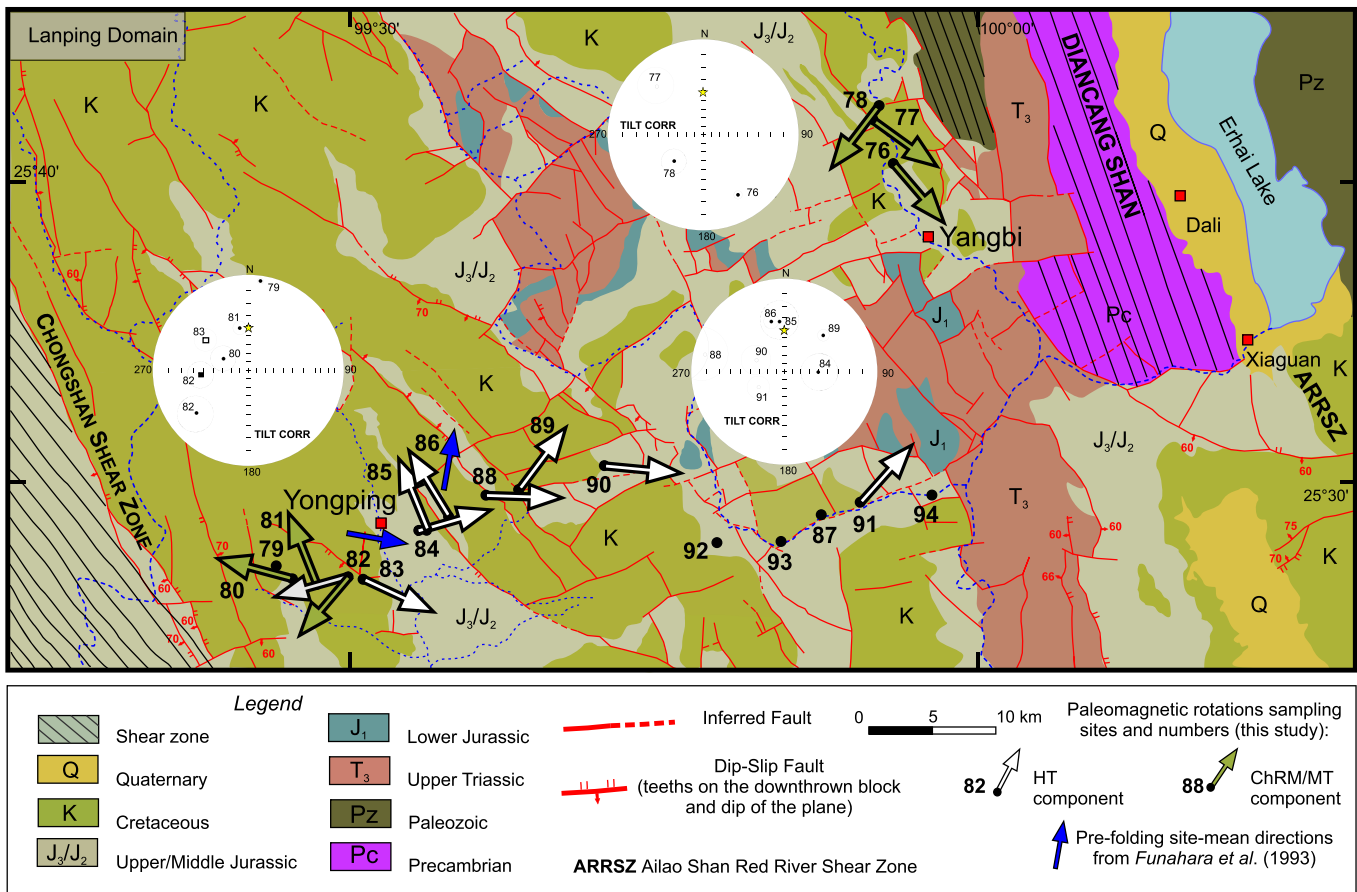 Lanping Domain
99°30'
100°00'
25°40'
25°30'
K
K
K
J3/J2
T3
Pz
Q
Erhai Lake
DIANCANG SHAN
Dali
N
77
TILT CORR
270
90
78
76
180
78
77
76
K
Yangbi
J3/J2
60
70
K
J1
Pc
Xiaguan
ARRSZ
K
CHONGSHAN SHEAR ZONE
N
79
81
83
80
270
90
82
82
TILT CORR
180
N
86
85
89
88
90
84
270
90
91
TILT CORR
180
J1
J3/J2
60
60
89
86
85
88
90
Yongping
81
84
K
91
94
87
92
93
T3
60
60
66
75
70
K
Q
79
80
82
83
70
60
60
70
60
J3/J2
K
60
70
Legend
Shear zone
Q
Quaternary
K
Cretaceous
J3/J2
Upper/Middle Jurassic
J1
Lower Jurassic
T3
Upper Triassic
Pz
Paleozoic
Pc
Precambrian
Inferred Fault
Dip-Slip Fault
(teeths on the downthrown block
and dip of the plane)
ARRSZ Ailao Shan Red River Shear Zone
0 5 10 km
Paleomagnetic rotations sampling
sites and numbers (this study):
82
HT
component
88
ChRM/MT
component
Pre-folding site-mean directions
from Funahara et al. (1993)